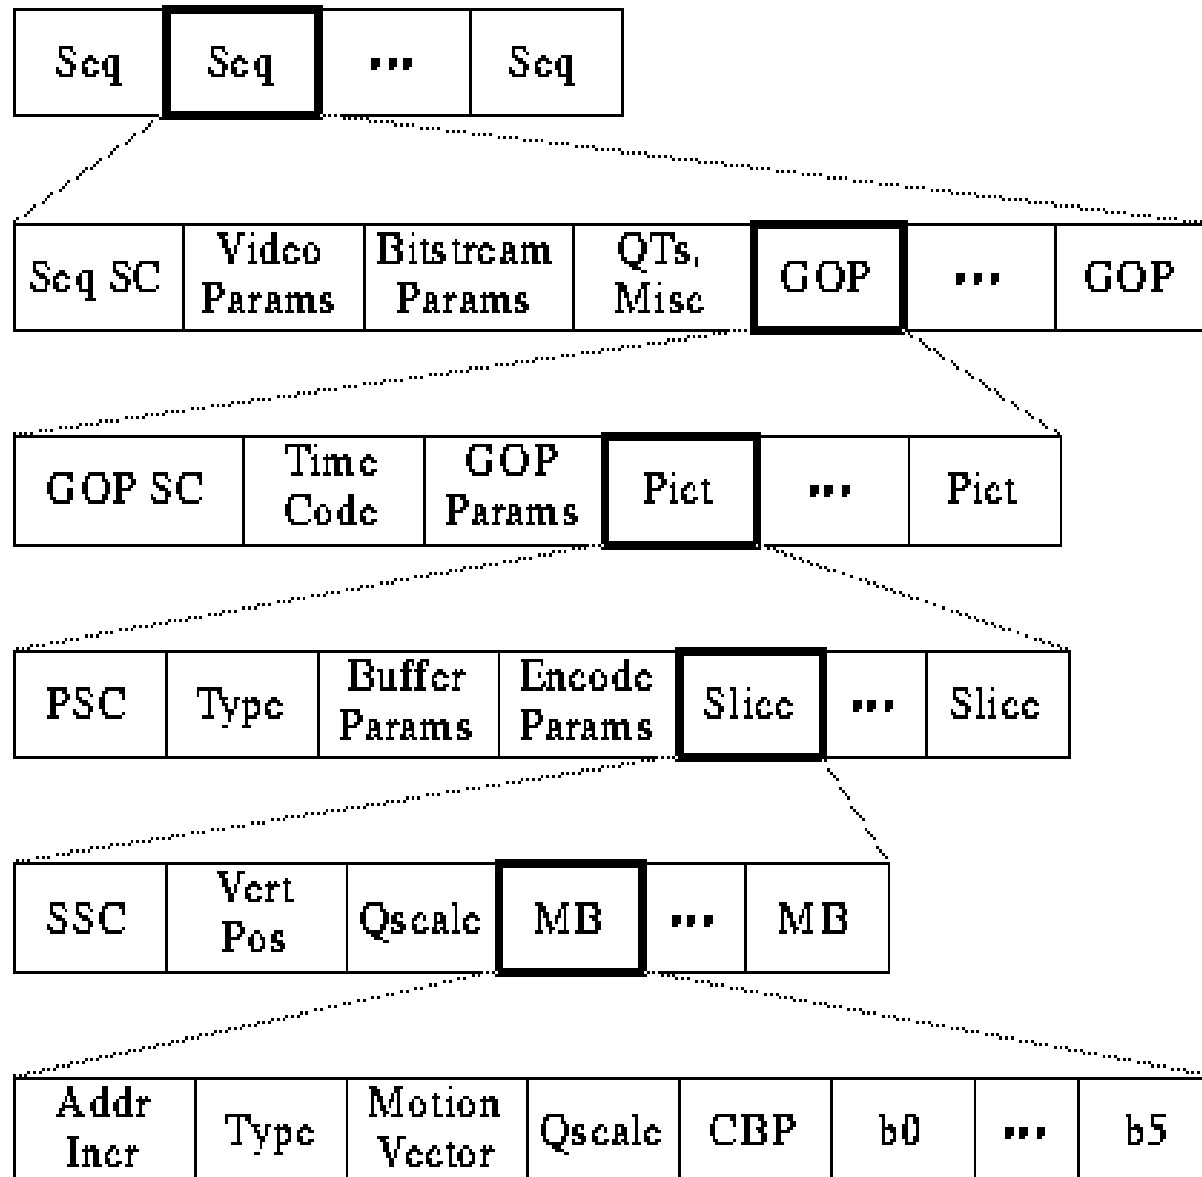 Seq Seq ... Seq
Seq SC Video Params Bitstream Params QTs, Misc GOP ... GOP
GOP SC Time Code GOP Params Pict ... Pict
PSC Type Buffer Params Encode Params Slice ... Slice
SSC Vert Pos Qscale MB ... MB
Addr Incr Type Motion Vector Qscale CBP b0 ... b5